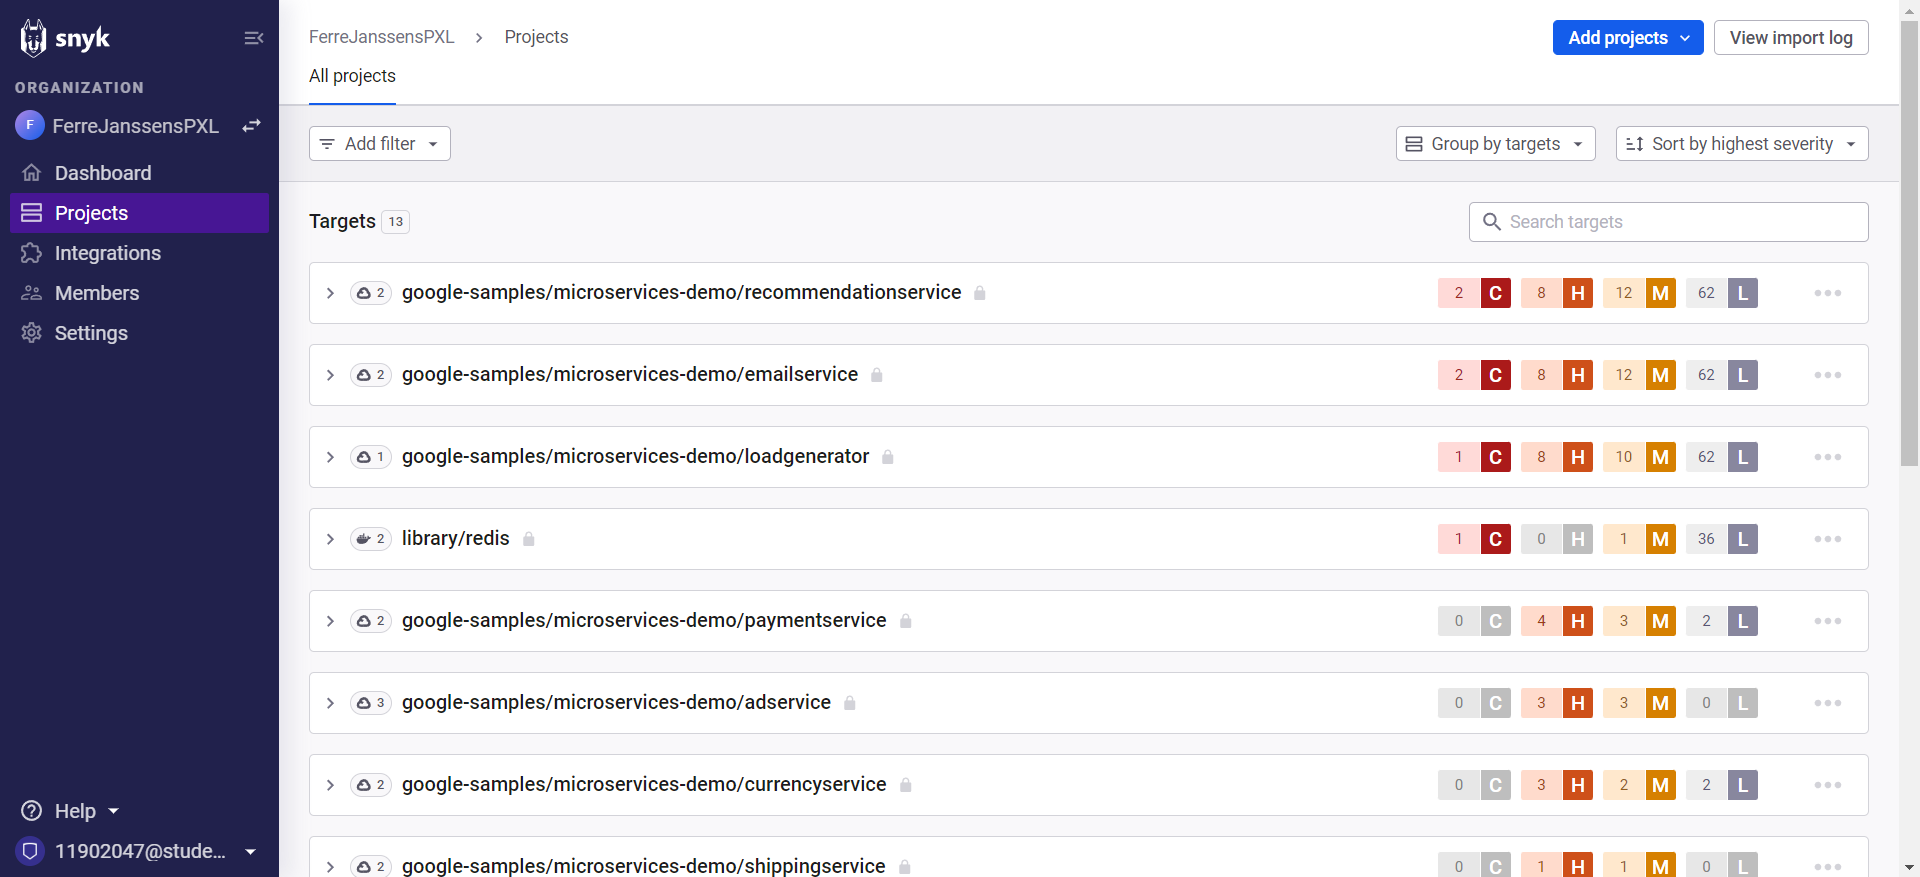 snyk
ORGANIZATION
F FerreJanssensPXL
Dashboard
Projects
Integrations
Members
Settings
Help
11902047@stude...
FerreJanssensPXL > Projects
Add projects
View import log
All projects
Add filter
Group by targets
Sort by highest severity
Targets 13
Search targets
2 google-samples/microservices-demo/recommendationservice 2 C 8 H 12 M 62 L
2 google-samples/microservices-demo/emailservice 2 C 8 H 12 M 62 L
1 google-samples/microservices-demo/loadgenerator 1 C 8 H 10 M 62 L
2 library/redis 1 C 0 H 1 M 36 L
2 google-samples/microservices-demo/paymentservice 0 C 4 H 3 M 2 L
3 google-samples/microservices-demo/adservice 0 C 3 H 3 M 0 L
2 google-samples/microservices-demo/currencyservice 0 C 3 H 2 M 2 L
2 google-samples/microservices-demo/shippingservice 0 C 1 H 1 M 0 L